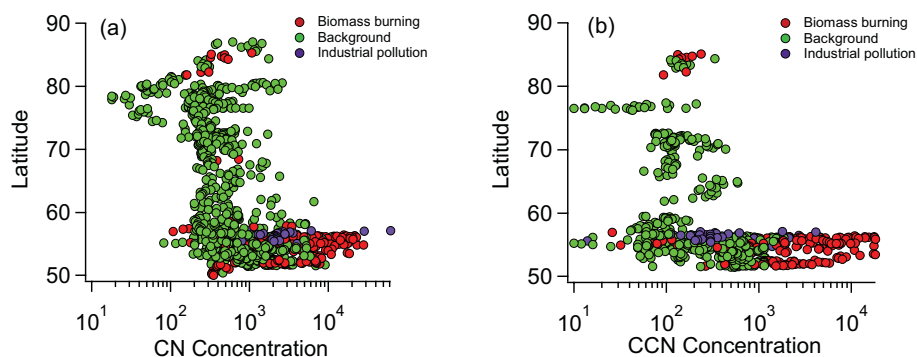 (a)
Biomass burning
Background
Industrial pollution
90
80
70
60
50
Latitude
10^1
10^2
10^3
10^4
CN Concentration
(b)
Biomass burning
Background
Industrial pollution
90
80
70
60
50
Latitude
10^1
10^2
10^3
10^4
CCN Concentration